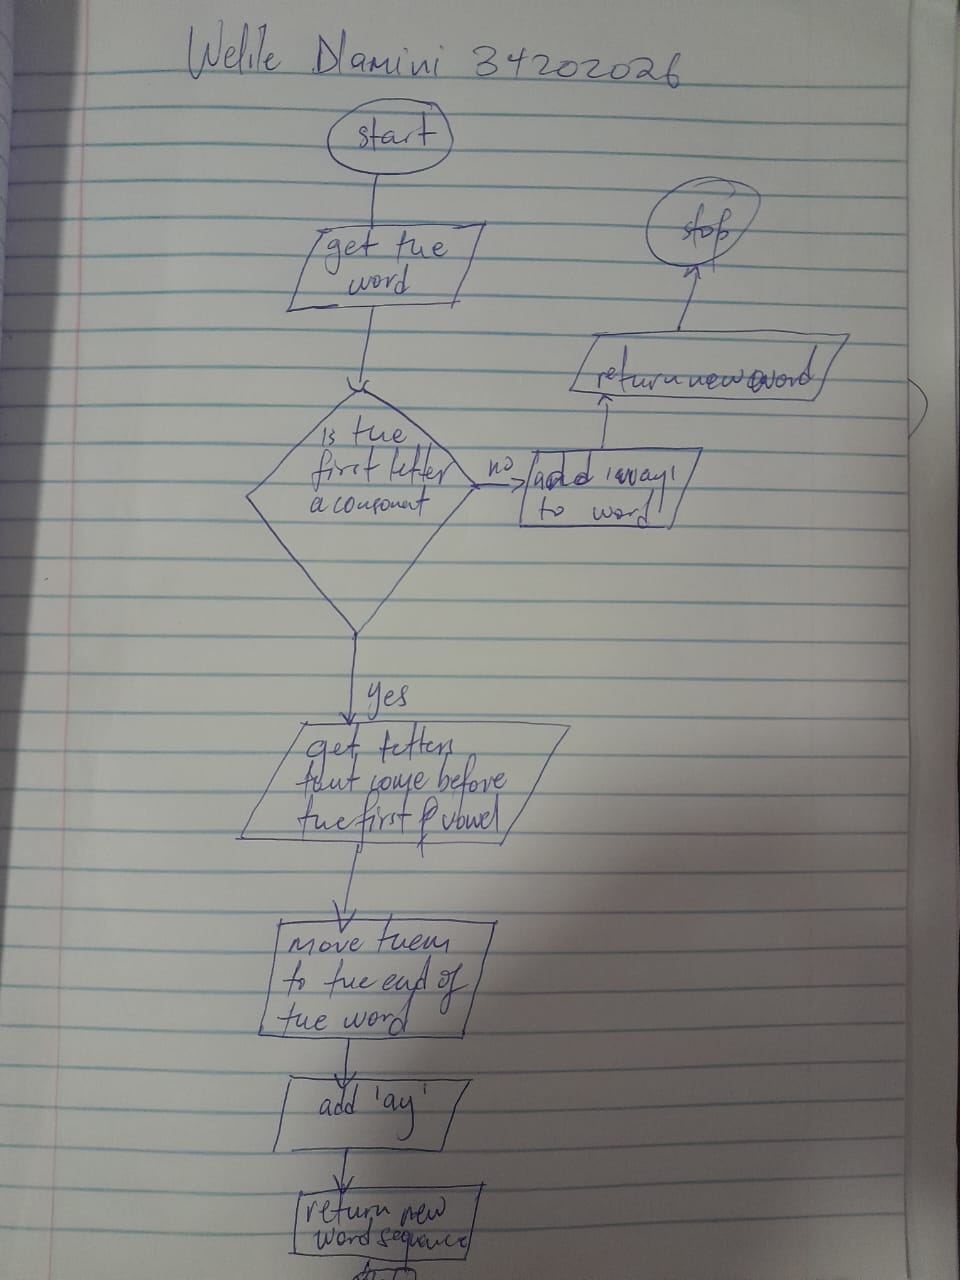 Welile Dlamini 34202026
start
get the
word
is the
first letter
a consonant
no
add 'way'
to word
return new word
stop
yes
get letters
that come before
the first vowel
move them
to the end of
the word
add 'ay'
return new
word sequence